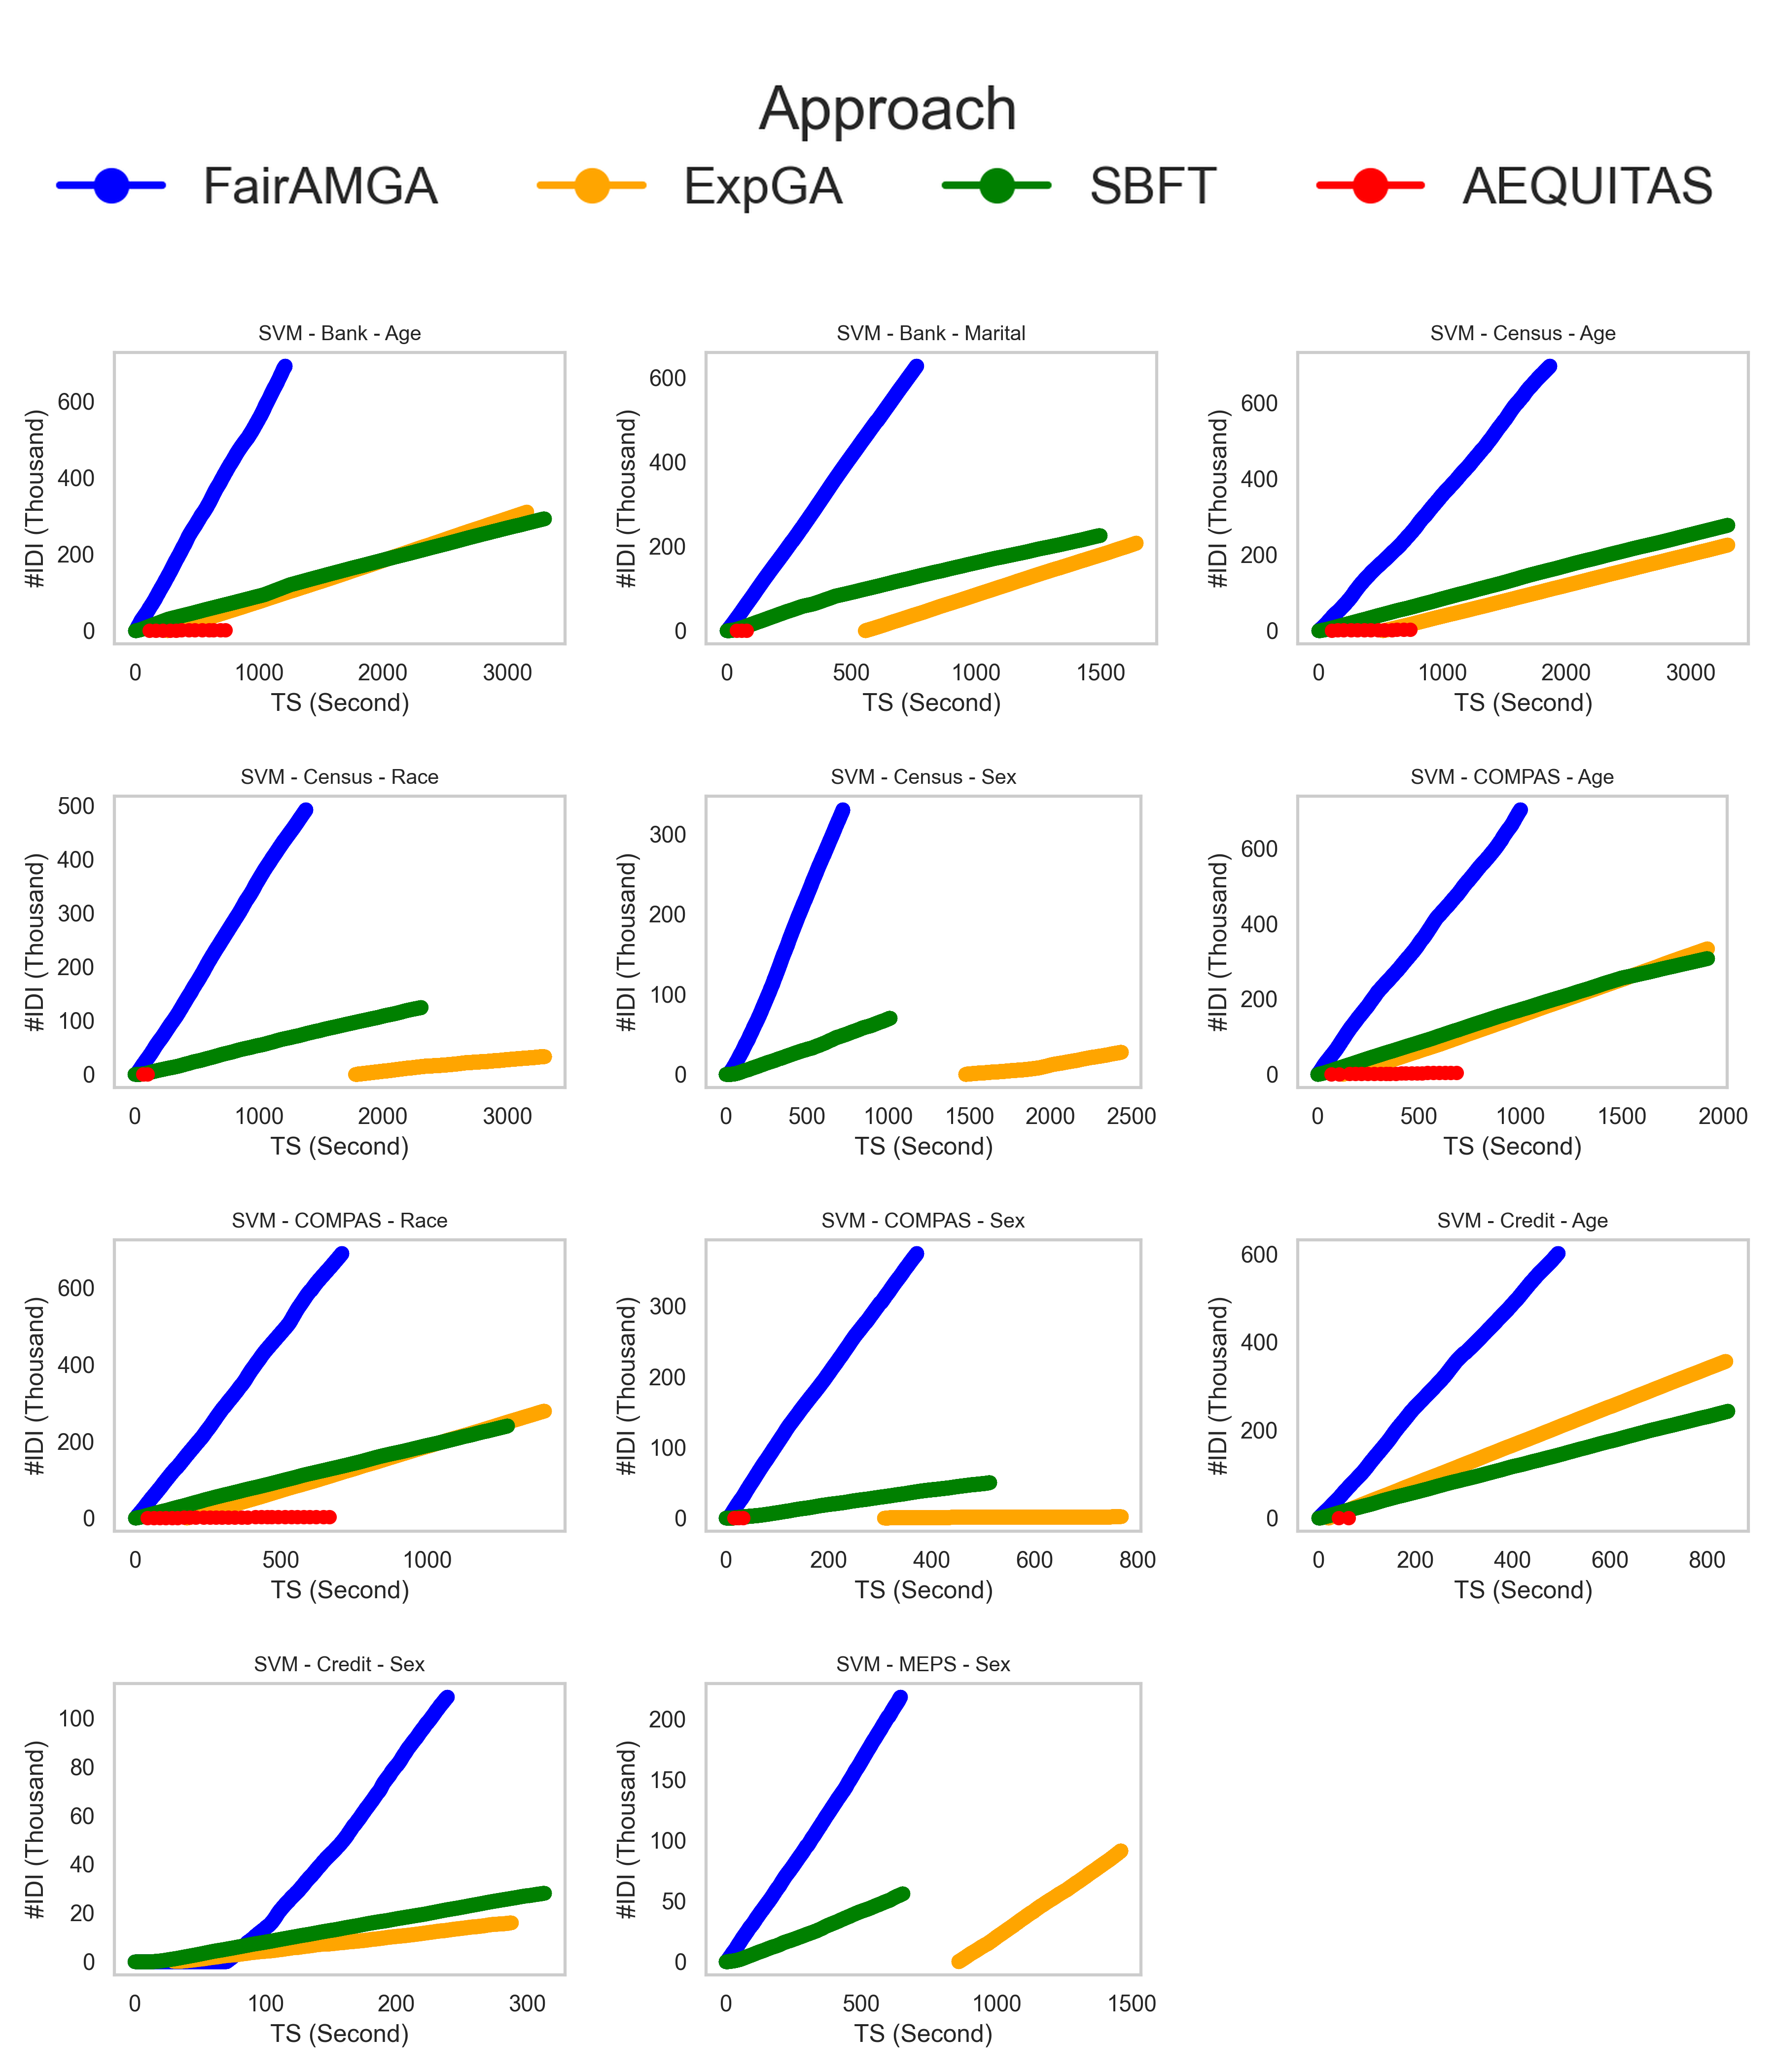 Approach
FairAMGA ExpGA SBFT AEQUITAS
SVM - Bank - Age
#IDI (Thousand)
600
400
200
0
0 1000 2000 3000
TS (Second)
SVM - Bank - Marital
#IDI (Thousand)
600
400
200
0
0 500 1000 1500
TS (Second)
SVM - Census - Age
#IDI (Thousand)
600
400
200
0
0 1000 2000 3000
TS (Second)
SVM - Census - Race
#IDI (Thousand)
500
400
300
200
100
0
0 1000 2000 3000
TS (Second)
SVM - Census - Sex
#IDI (Thousand)
300
200
100
0
0 500 1000 1500 2000 2500
TS (Second)
SVM - COMPAS - Age
#IDI (Thousand)
600
400
200
0
0 500 1000 1500 2000
TS (Second)
SVM - COMPAS - Race
#IDI (Thousand)
600
400
200
0
0 500 1000
TS (Second)
SVM - COMPAS - Sex
#IDI (Thousand)
300
200
100
0
0 200 400 600 800
TS (Second)
SVM - Credit - Age
#IDI (Thousand)
600
400
200
0
0 200 400 600 800
TS (Second)
SVM - Credit - Sex
#IDI (Thousand)
100
80
60
40
20
0
0 100 200 300
TS (Second)
SVM - MEPS - Sex
#IDI (Thousand)
200
150
100
50
0
0 500 1000 1500
TS (Second)